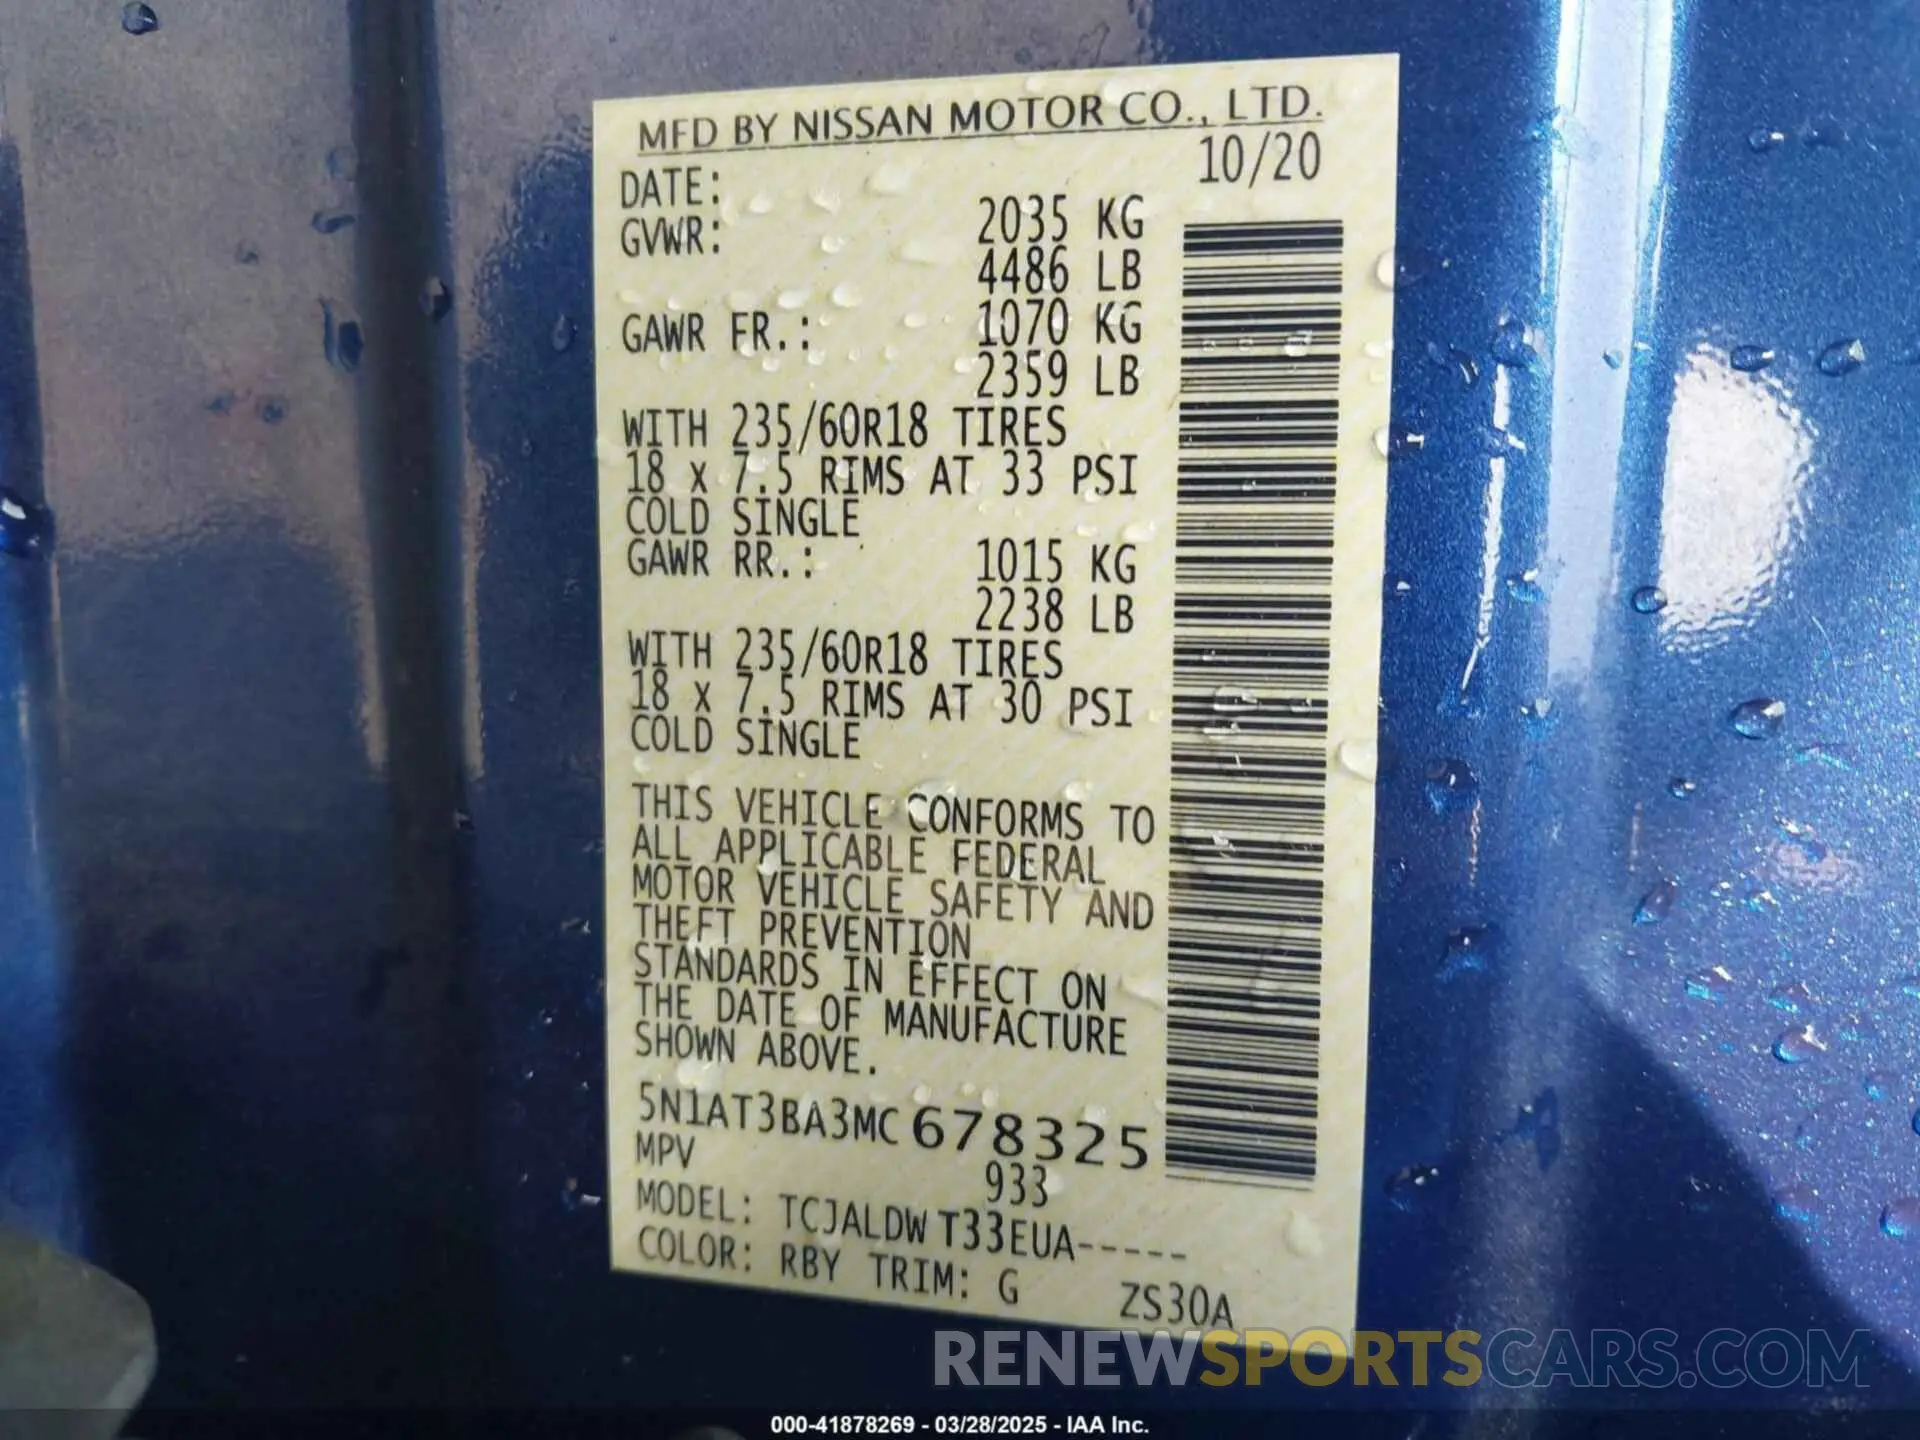 MFD BY NISSAN MOTOR CO., LTD.
DATE: 10/20
GVWR: 2035 KG
4486 LB
GAWR FR.: 1070 KG
2359 LB
WITH 235/60R18 TIRES
18 x 7.5 RIMS AT 33 PSI
COLD SINGLE
GAWR RR.: 1015 KG
2238 LB
WITH 235/60R18 TIRES
18 x 7.5 RIMS AT 30 PSI
COLD SINGLE
THIS VEHICLE CONFORMS TO
ALL APPLICABLE FEDERAL
MOTOR VEHICLE SAFETY AND
THEFT PREVENTION
STANDARDS IN EFFECT ON
THE DATE OF MANUFACTURE
SHOWN ABOVE.
5N1AT3BA3MC678325
MPV 933
MODEL: TCJALDW T33EUA-----
COLOR: RBY TRIM: G ZS30A
RENEWSPORTSCARS.COM
000-41878269 - 03/28/2025 - IAA Inc.